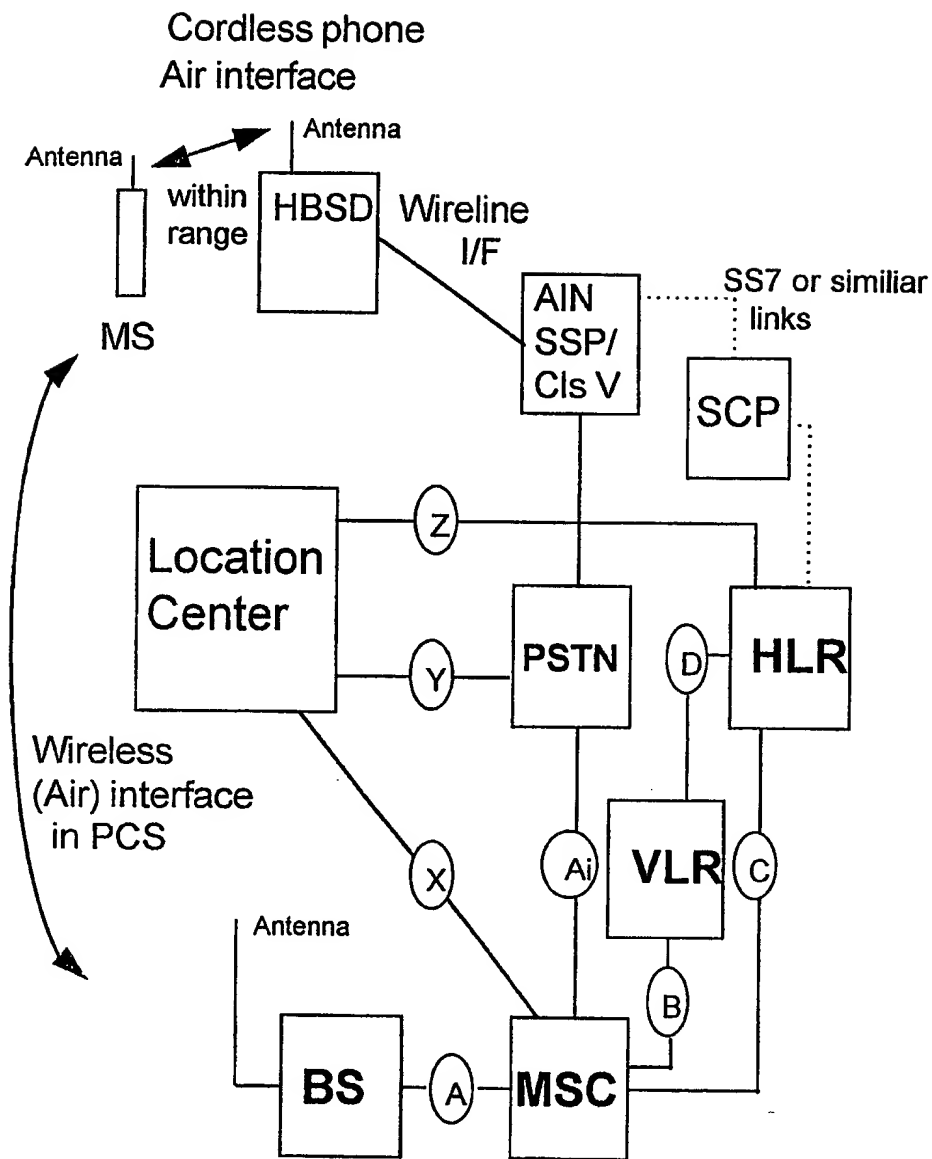 Cordless phone
Air interface
Antenna
Antenna
within
range
HBSD
Wireline
I/F
MS
AIN
SSP/
Cls V
SS7 or similiar
links
SCP
Location
Center
Z
Y
PSTN
D
HLR
Wireless
(Air) interface
in PCS
X
Ai
VLR
C
Antenna
B
BS
A
MSC